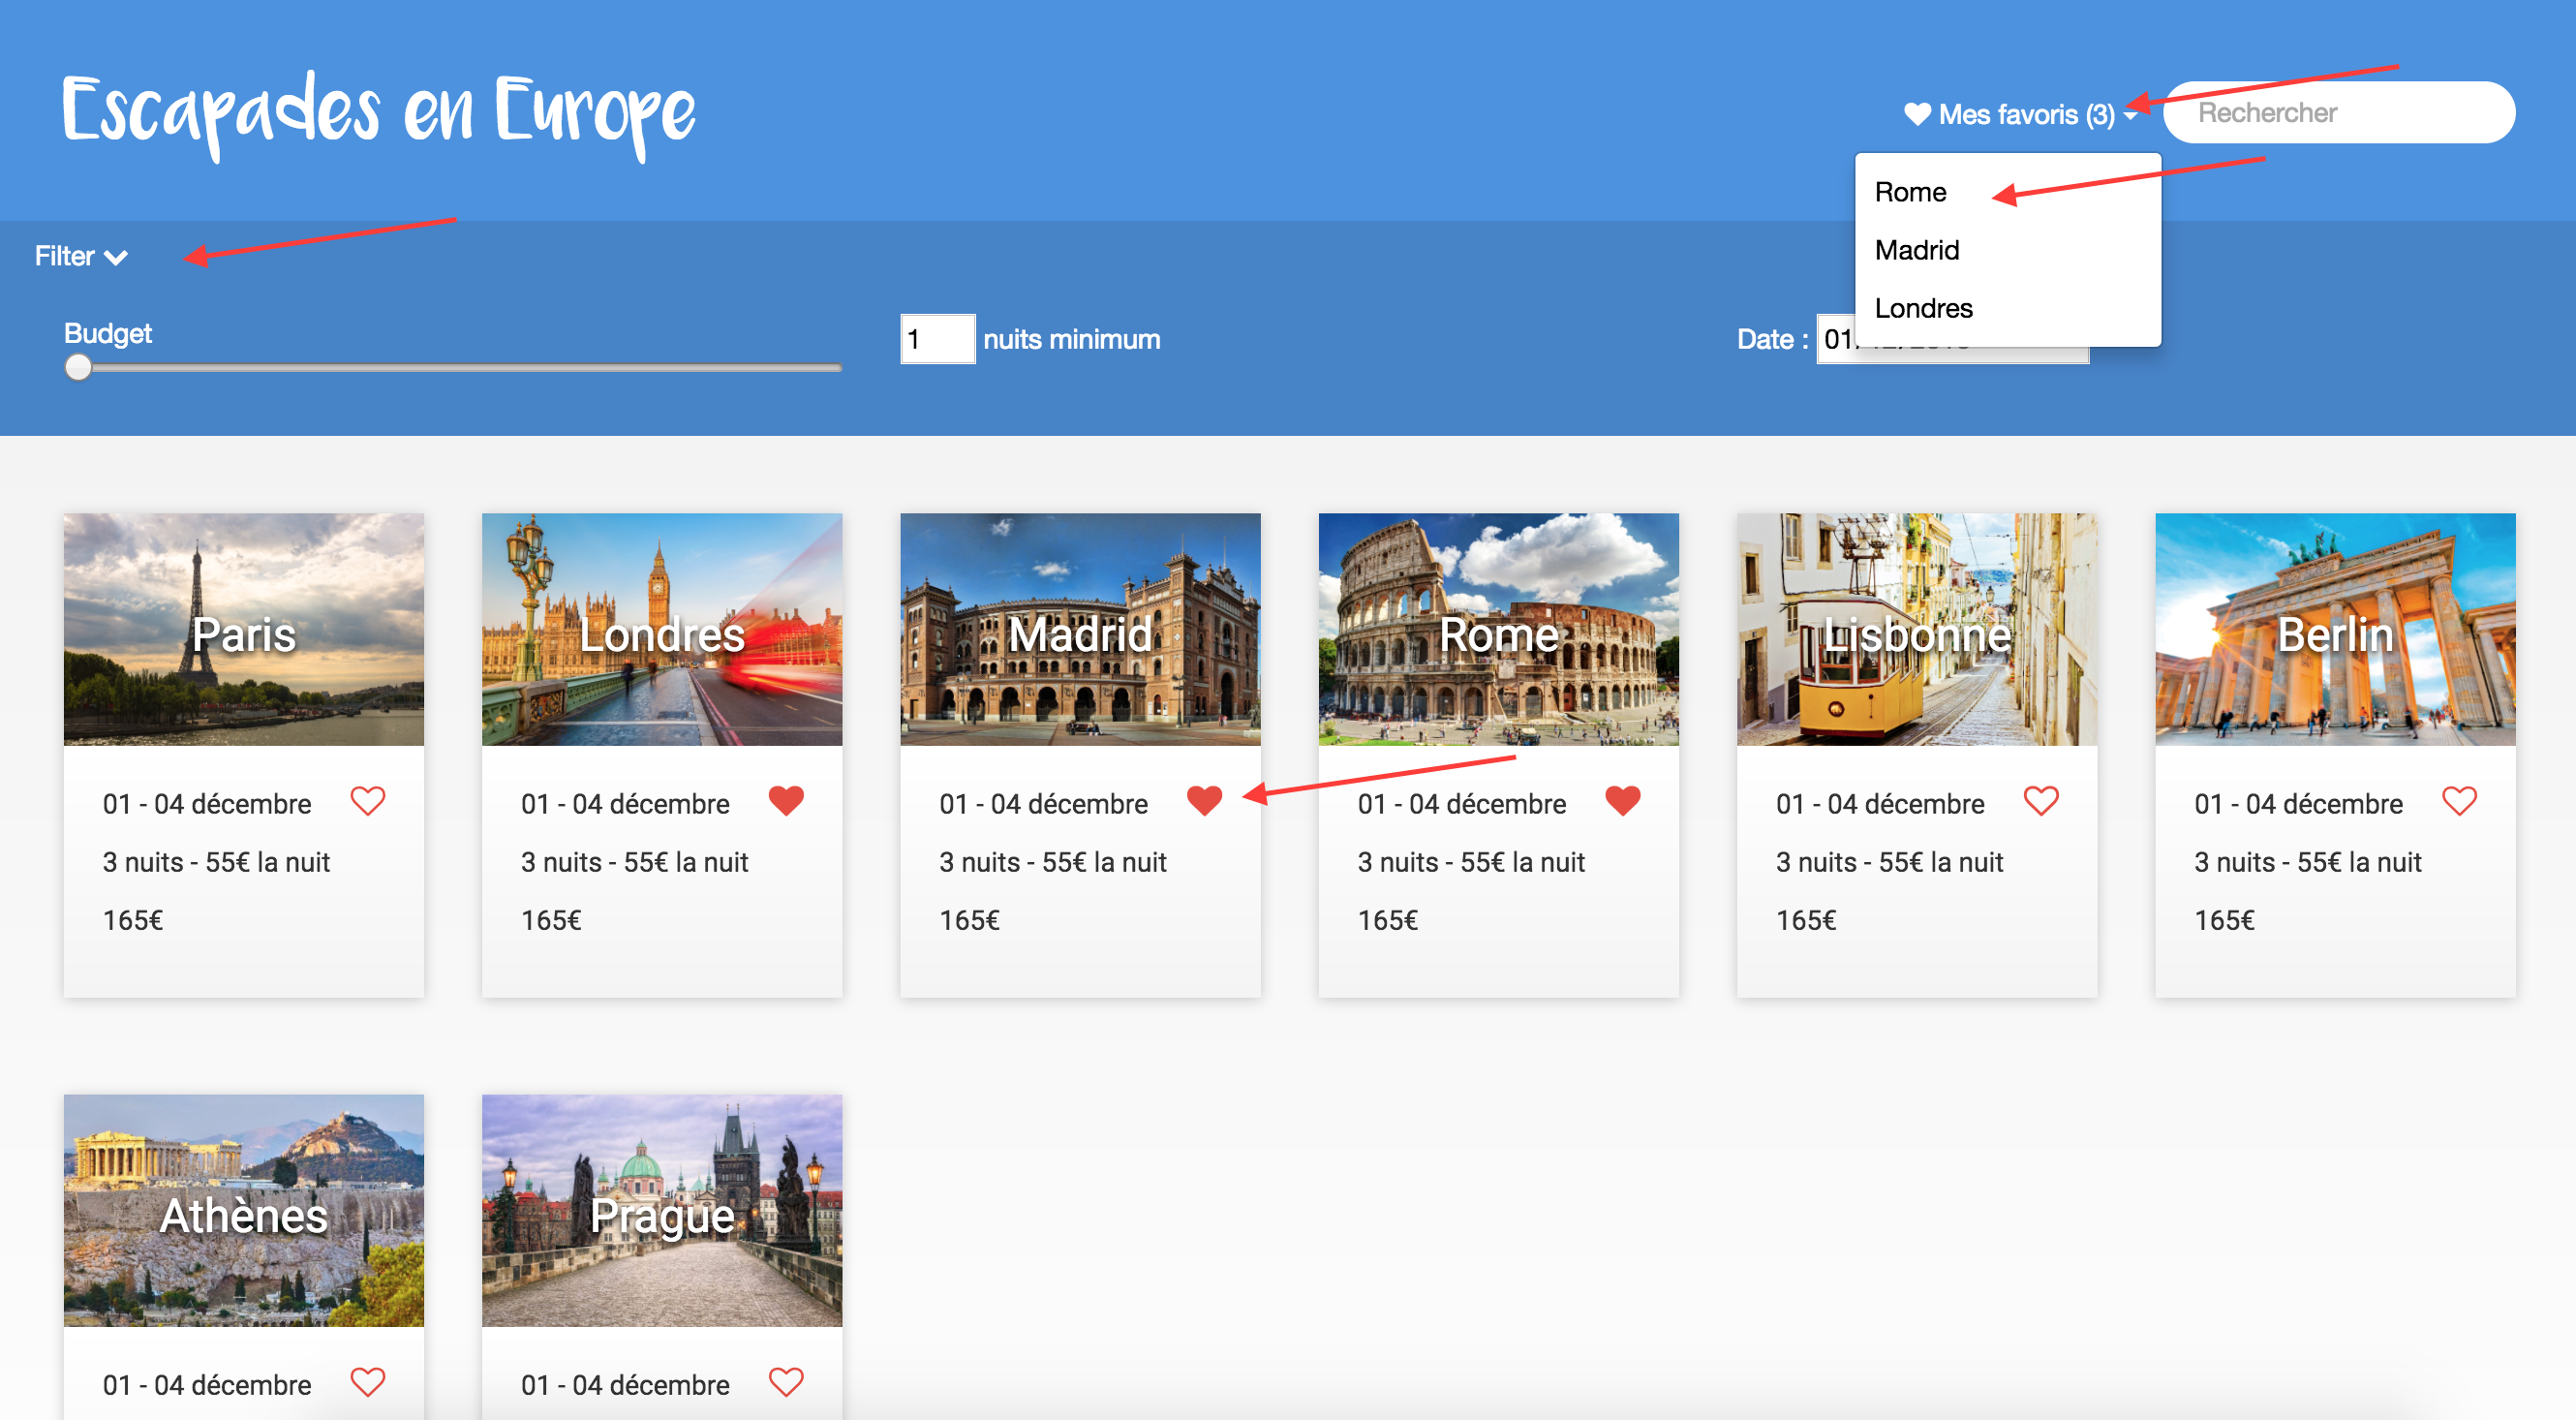 Escapades en Europe
Mes favoris (3)
Rechercher
Rome
Madrid
Londres
Filter
Budget
1 nuits minimum
Date : 01
Paris
Londres
Madrid
Rome
Lisbonne
Berlin
01 - 04 décembre
3 nuits - 55€ la nuit
165€
01 - 04 décembre
3 nuits - 55€ la nuit
165€
01 - 04 décembre
3 nuits - 55€ la nuit
165€
01 - 04 décembre
3 nuits - 55€ la nuit
165€
01 - 04 décembre
3 nuits - 55€ la nuit
165€
01 - 04 décembre
3 nuits - 55€ la nuit
165€
Athènes
Prague
01 - 04 décembre
01 - 04 décembre